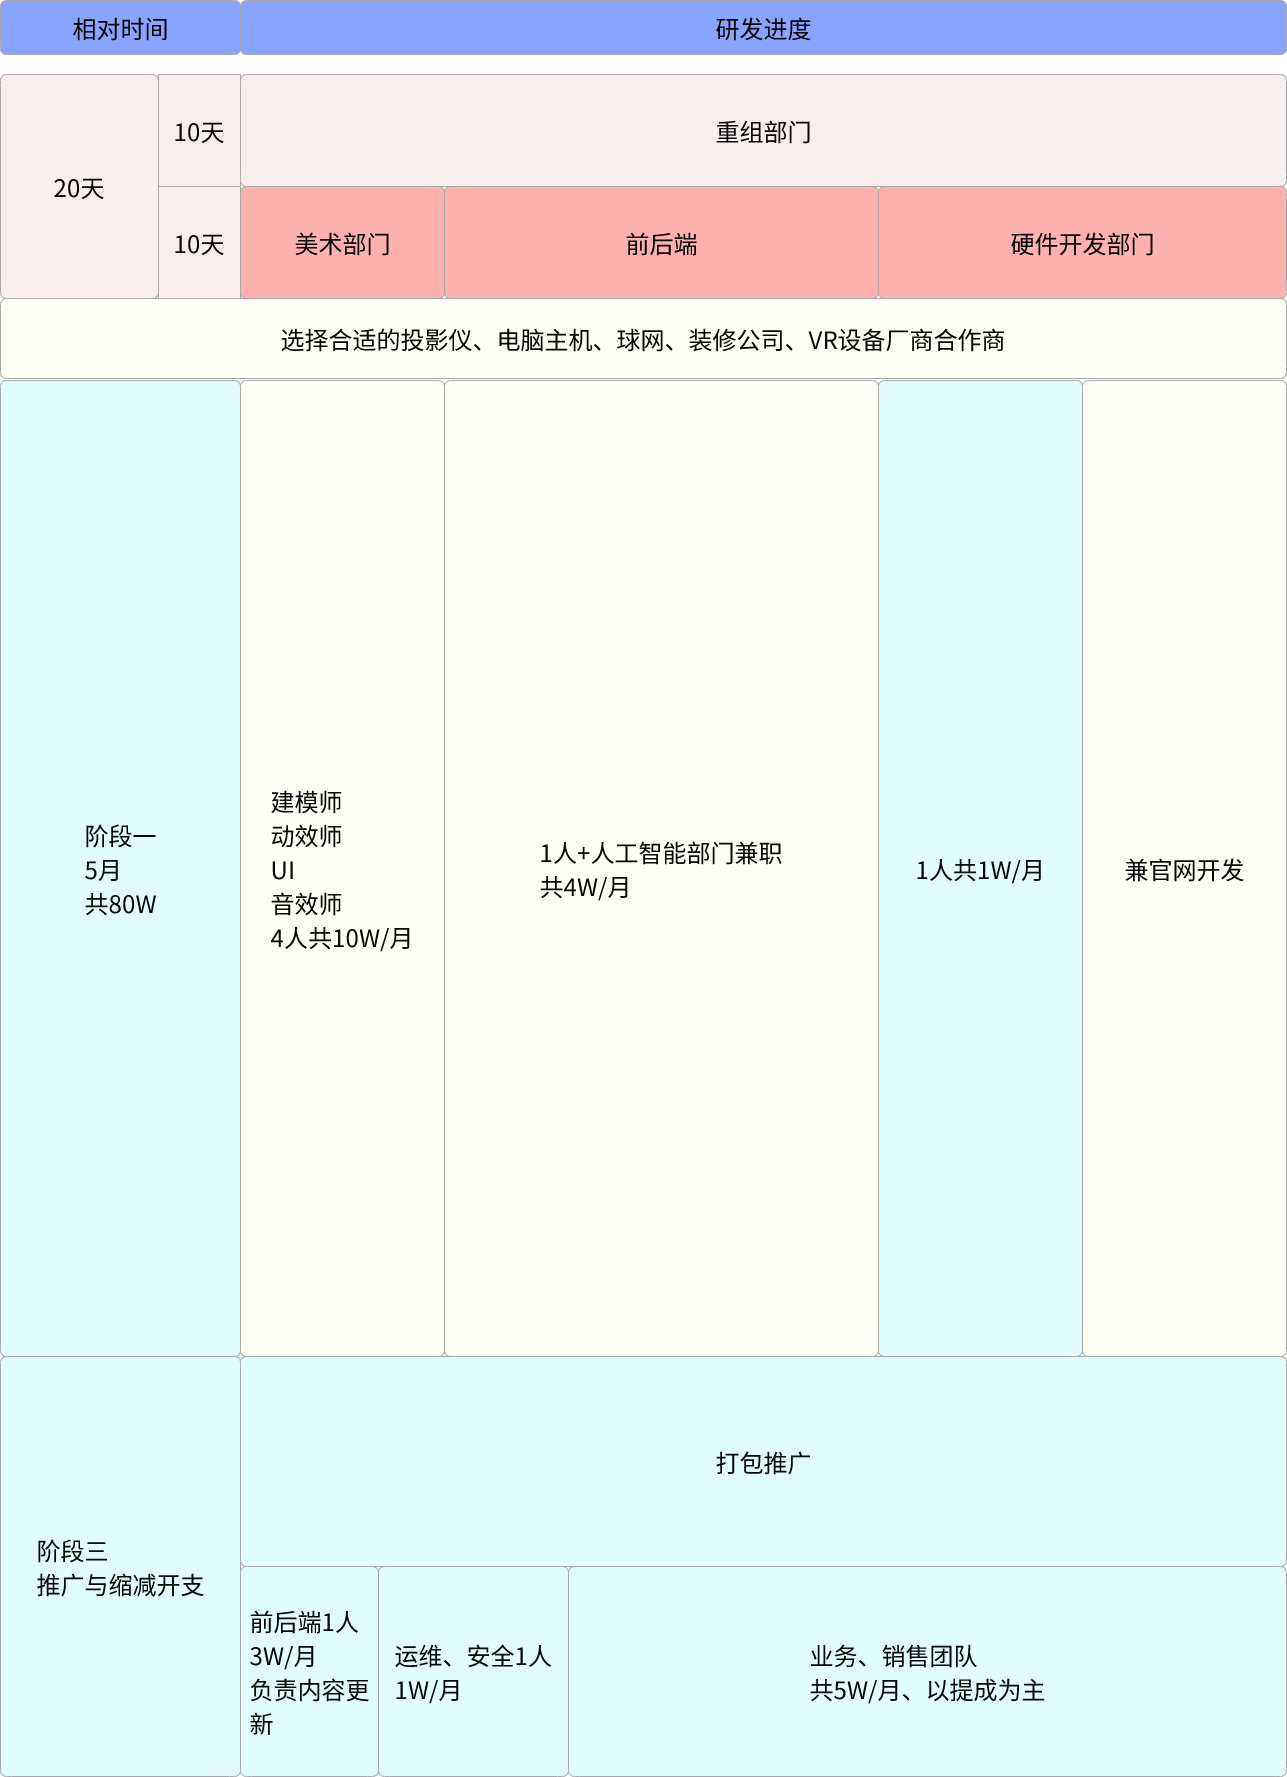 相对时间
研发进度
20天
10天
重组部门
10天
美术部门
前后端
硬件开发部门
选择合适的投影仪、电脑主机、球网、装修公司、VR设备厂商合作商
阶段一
5月
共80W
建模师
动效师
UI
音效师
4人共10W/月
1人+人工智能部门兼职
共4W/月
1人共1W/月
兼官网开发
阶段三
推广与缩减开支
打包推广
前后端1人
3W/月
负责内容更
新
运维、安全1人
1W/月
业务、销售团队
共5W/月、以提成为主